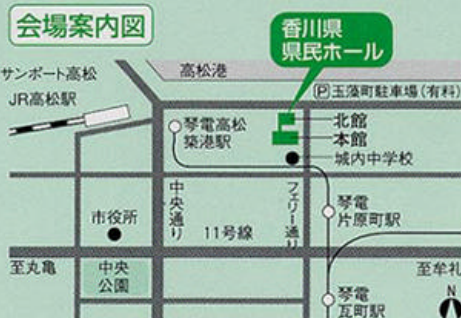 会場案内図
香川県
県民ホール
サンポート高松
高松港
JR高松駅
P玉藻町駐車場(有料)
琴電高松
築港駅
北館
本館
城内中学校
中央通り
フェリー通り
市役所
11号線
琴電
片原町駅
至丸亀
中央
公園
至牟礼
琴電
瓦町駅
N